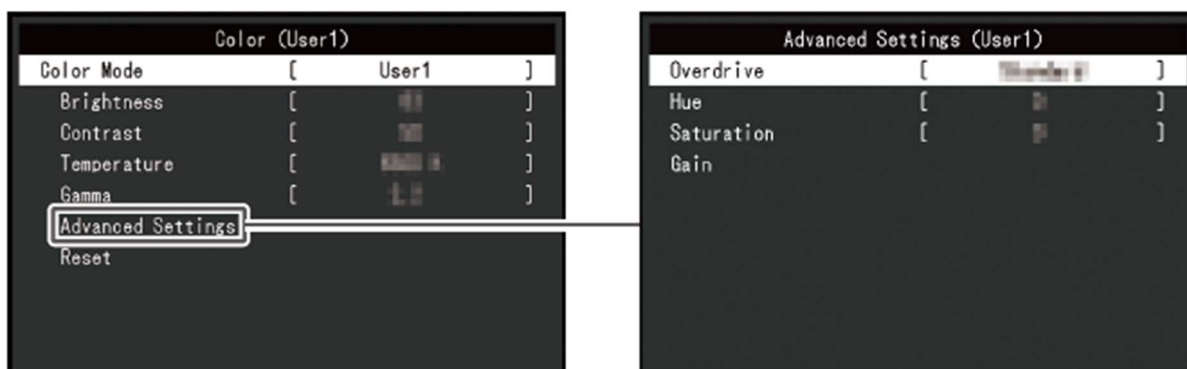 Color (User1)
Color Mode [ User1 ]
Brightness [ ]
Contrast [ ]
Temperature [ ]
Gamma [ ]
Advanced Settings
Reset
Advanced Settings (User1)
Overdrive [ ]
Hue [ ]
Saturation [ ]
Gain